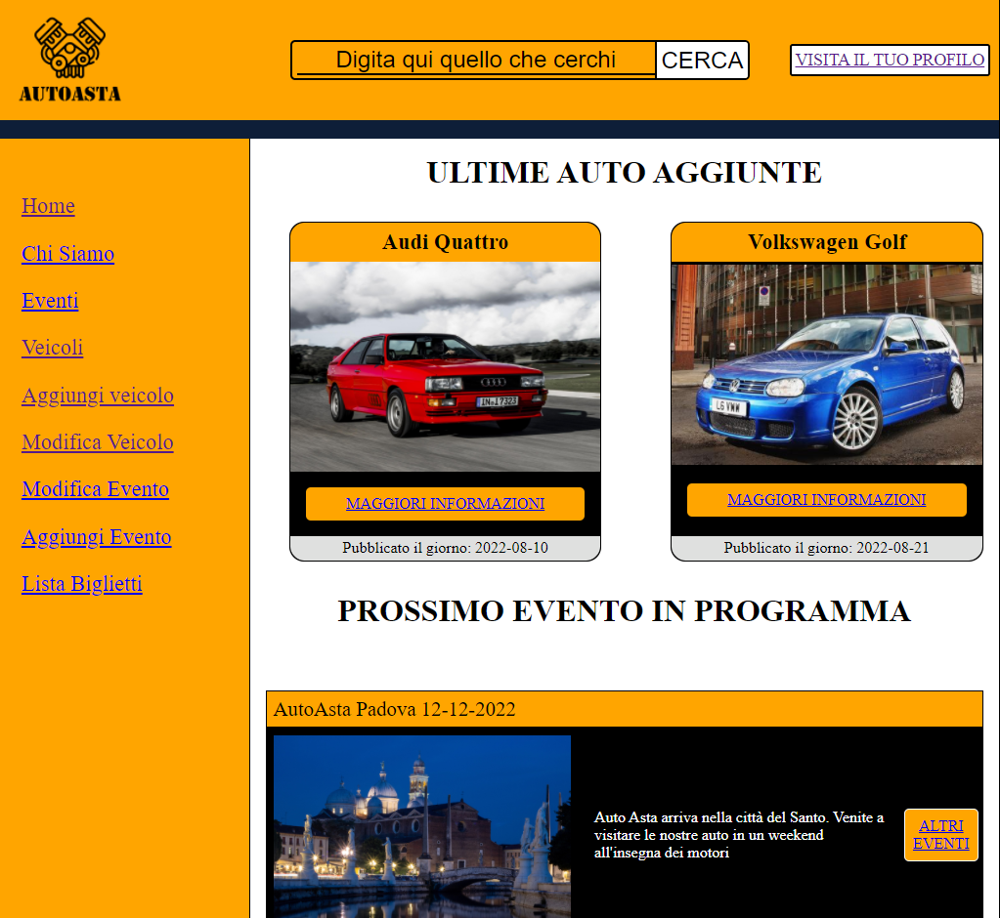 AUTOASTA
Digita qui quello che cerchi
CERCA
VISITA IL TUO PROFILO
Home
Chi Siamo
Eventi
Veicoli
Aggiungi veicolo
Modifica Veicolo
Modifica Evento
Aggiungi Evento
Lista Biglietti
ULTIME AUTO AGGIUNTE
Audi Quattro
IN 17323
MAGGIORI INFORMAZIONI
Pubblicato il giorno: 2022-08-10
Volkswagen Golf
L6 VWW
MAGGIORI INFORMAZIONI
Pubblicato il giorno: 2022-08-21
PROSSIMO EVENTO IN PROGRAMMA
AutoAsta Padova 12-12-2022
Auto Asta arriva nella città del Santo. Venite a
visitare le nostre auto in un weekend
all'insegna dei motori
ALTRI
EVENTI